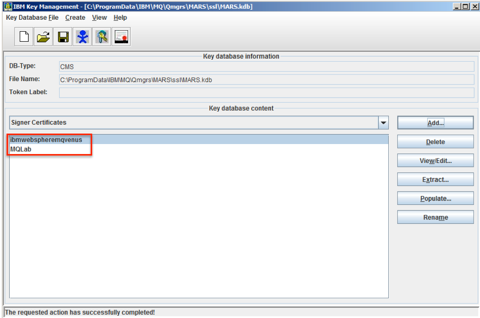 IBM Key Management - [C:\ProgramData\IBM\MQ\Qmgrs\MARS\ssl\MARS.kdb]
Key Database File Create View Help
Key database information
DB-Type: CMS
File Name: C:\ProgramData\IBM\MQ\Qmgrs\MARS\ssl\MARS.kdb
Token Label:
Key database content
Signer Certificates
Add...
ibmwebspheremqvenus
Delete
MQLab
View/Edit...
Extract...
Populate...
Rename
The requested action has successfully completed!